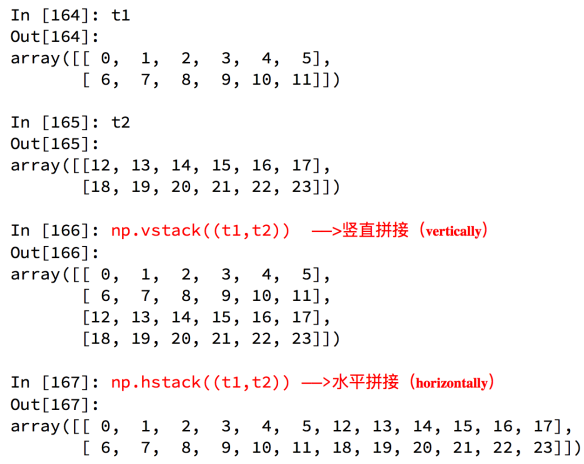 In [164]: t1
Out[164]:
array([[ 0,  1,  2,  3,  4,  5],
       [ 6,  7,  8,  9, 10, 11]])
In [165]: t2
Out[165]:
array([[12, 13, 14, 15, 16, 17],
       [18, 19, 20, 21, 22, 23]])
In [166]: np.vstack((t1,t2))  —>竖直拼接（vertically）
Out[166]:
array([[ 0,  1,  2,  3,  4,  5],
       [ 6,  7,  8,  9, 10, 11],
       [12, 13, 14, 15, 16, 17],
       [18, 19, 20, 21, 22, 23]])
In [167]: np.hstack((t1,t2)) —>水平拼接（horizontally）
Out[167]:
array([[ 0,  1,  2,  3,  4,  5, 12, 13, 14, 15, 16, 17],
       [ 6,  7,  8,  9, 10, 11, 18, 19, 20, 21, 22, 23]])